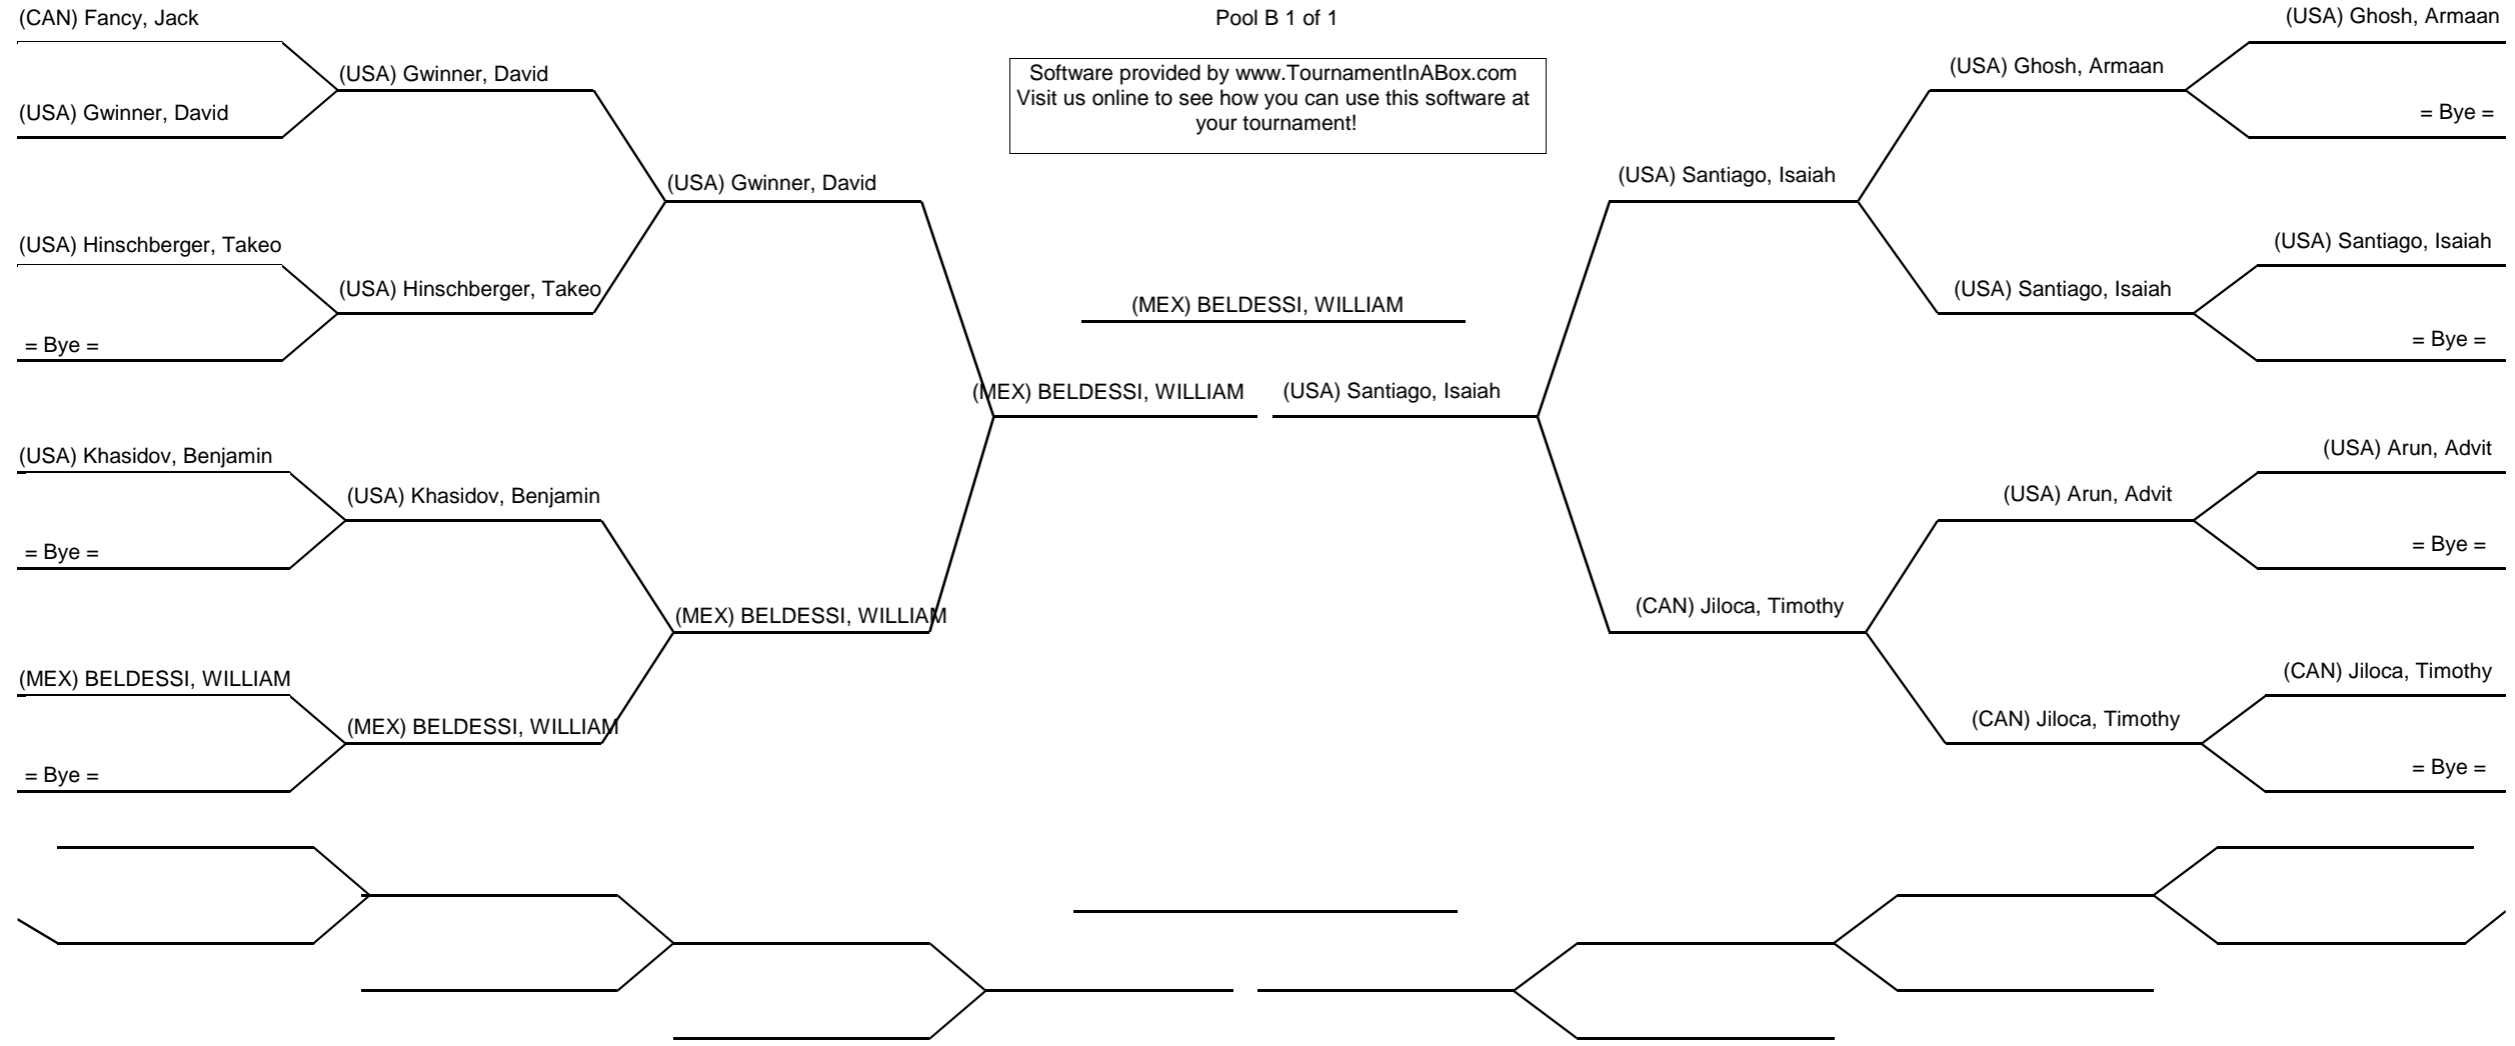 (CAN) Fancy, Jack
Pool B 1 of 1
(USA) Ghosh, Armaan
(USA) Gwinner, David
Software provided by www.TournamentInABox.com
Visit us online to see how you can use this software at
your tournament!
(USA) Ghosh, Armaan
(USA) Gwinner, David
= Bye =
(USA) Gwinner, David
(USA) Santiago, Isaiah
(USA) Hinschberger, Takeo
(USA) Santiago, Isaiah
(USA) Hinschberger, Takeo
(MEX) BELDESSI, WILLIAM
(USA) Santiago, Isaiah
= Bye =
= Bye =
(MEX) BELDESSI, WILLIAM
(USA) Santiago, Isaiah
(USA) Khasidov, Benjamin
(USA) Arun, Advit
(USA) Khasidov, Benjamin
(USA) Arun, Advit
= Bye =
= Bye =
(MEX) BELDESSI, WILLIAM
(CAN) Jiloca, Timothy
(MEX) BELDESSI, WILLIAM
(CAN) Jiloca, Timothy
(MEX) BELDESSI, WILLIAM
(CAN) Jiloca, Timothy
= Bye =
= Bye =